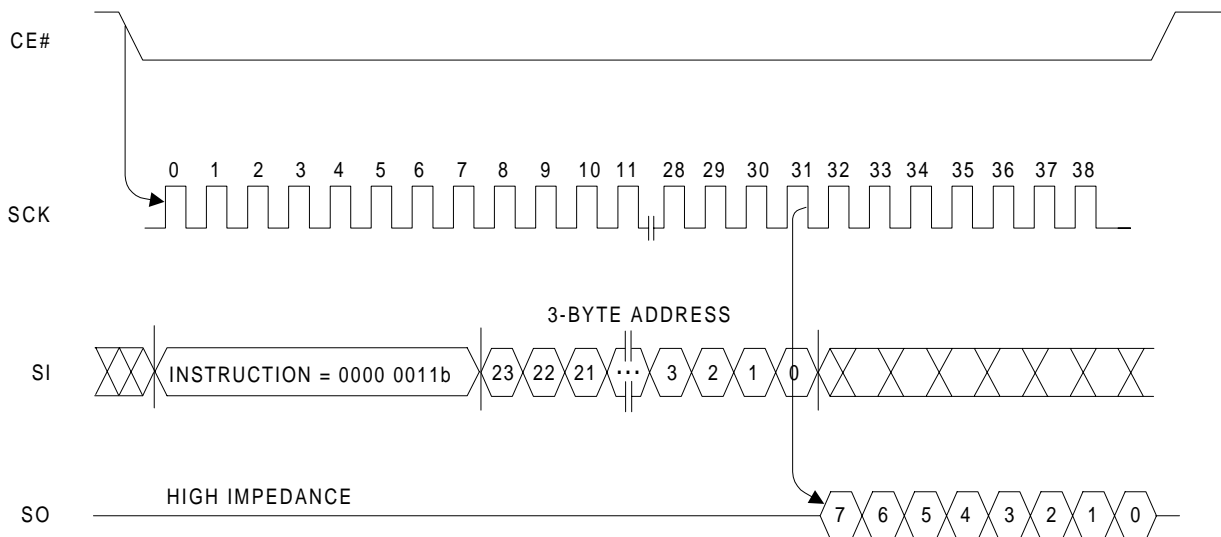 CE#
0 1 2 3 4 5 6 7 8 9 10 11 28 29 30 31 32 33 34 35 36 37 38
SCK
3-BYTE ADDRESS
SI INSTRUCTION = 0000 0011b 23 22 21 ... 3 2 1 0
HIGH IMPEDANCE
SO 7 6 5 4 3 2 1 0